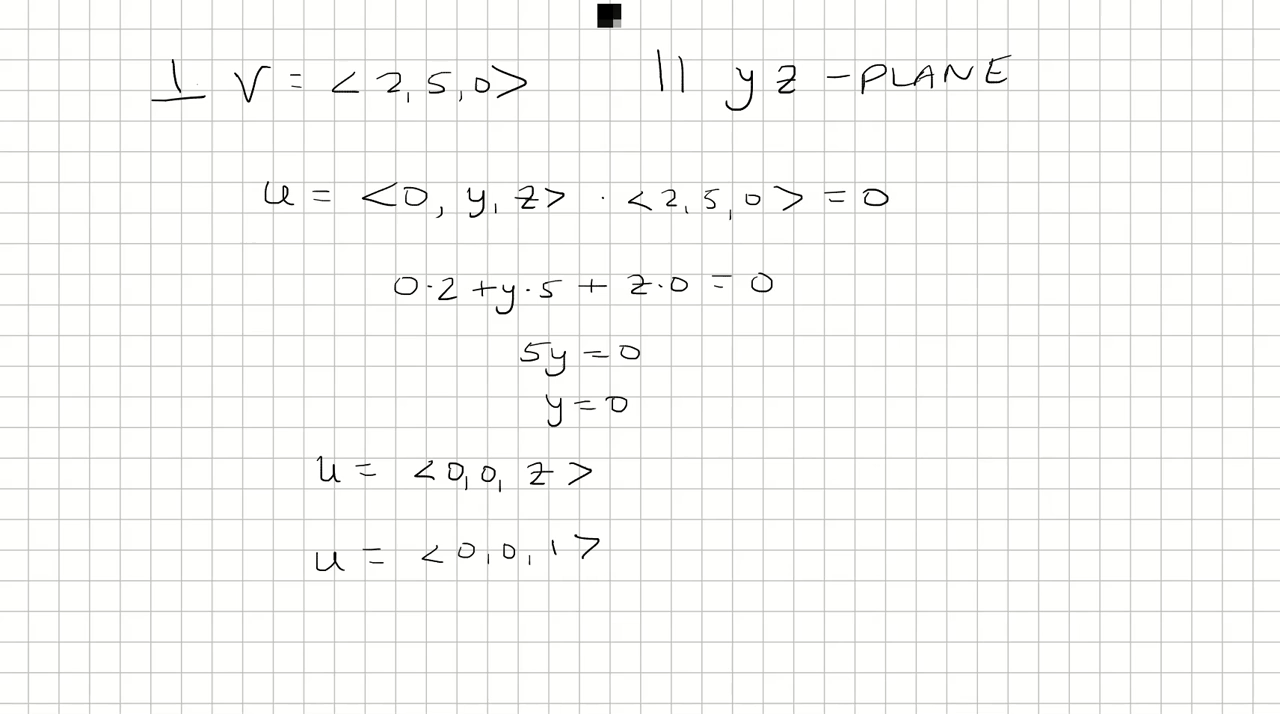 ⊥ V = < 2, 5, 0 > || yz - PLANE
u = <0, y, z> · < 2, 5, 0 > = 0
0·2 + y·5 + z·0 = 0
5y = 0
y = 0
u = < 0, 0, z >
u = < 0, 0, 1 >